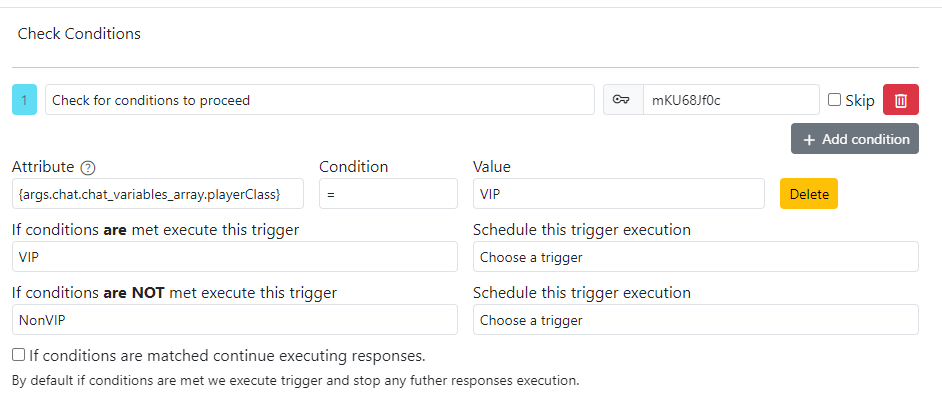 Check Conditions
1 Check for conditions to proceed mKU68Jf0c Skip
+ Add condition
Attribute ? Condition Value
{args.chat.chat_variables_array.playerClass} = VIP Delete
If conditions are met execute this trigger Schedule this trigger execution
VIP Choose a trigger
If conditions are NOT met execute this trigger Schedule this trigger execution
NonVIP Choose a trigger
If conditions are matched continue executing responses.
By default if conditions are met we execute trigger and stop any futher responses execution.